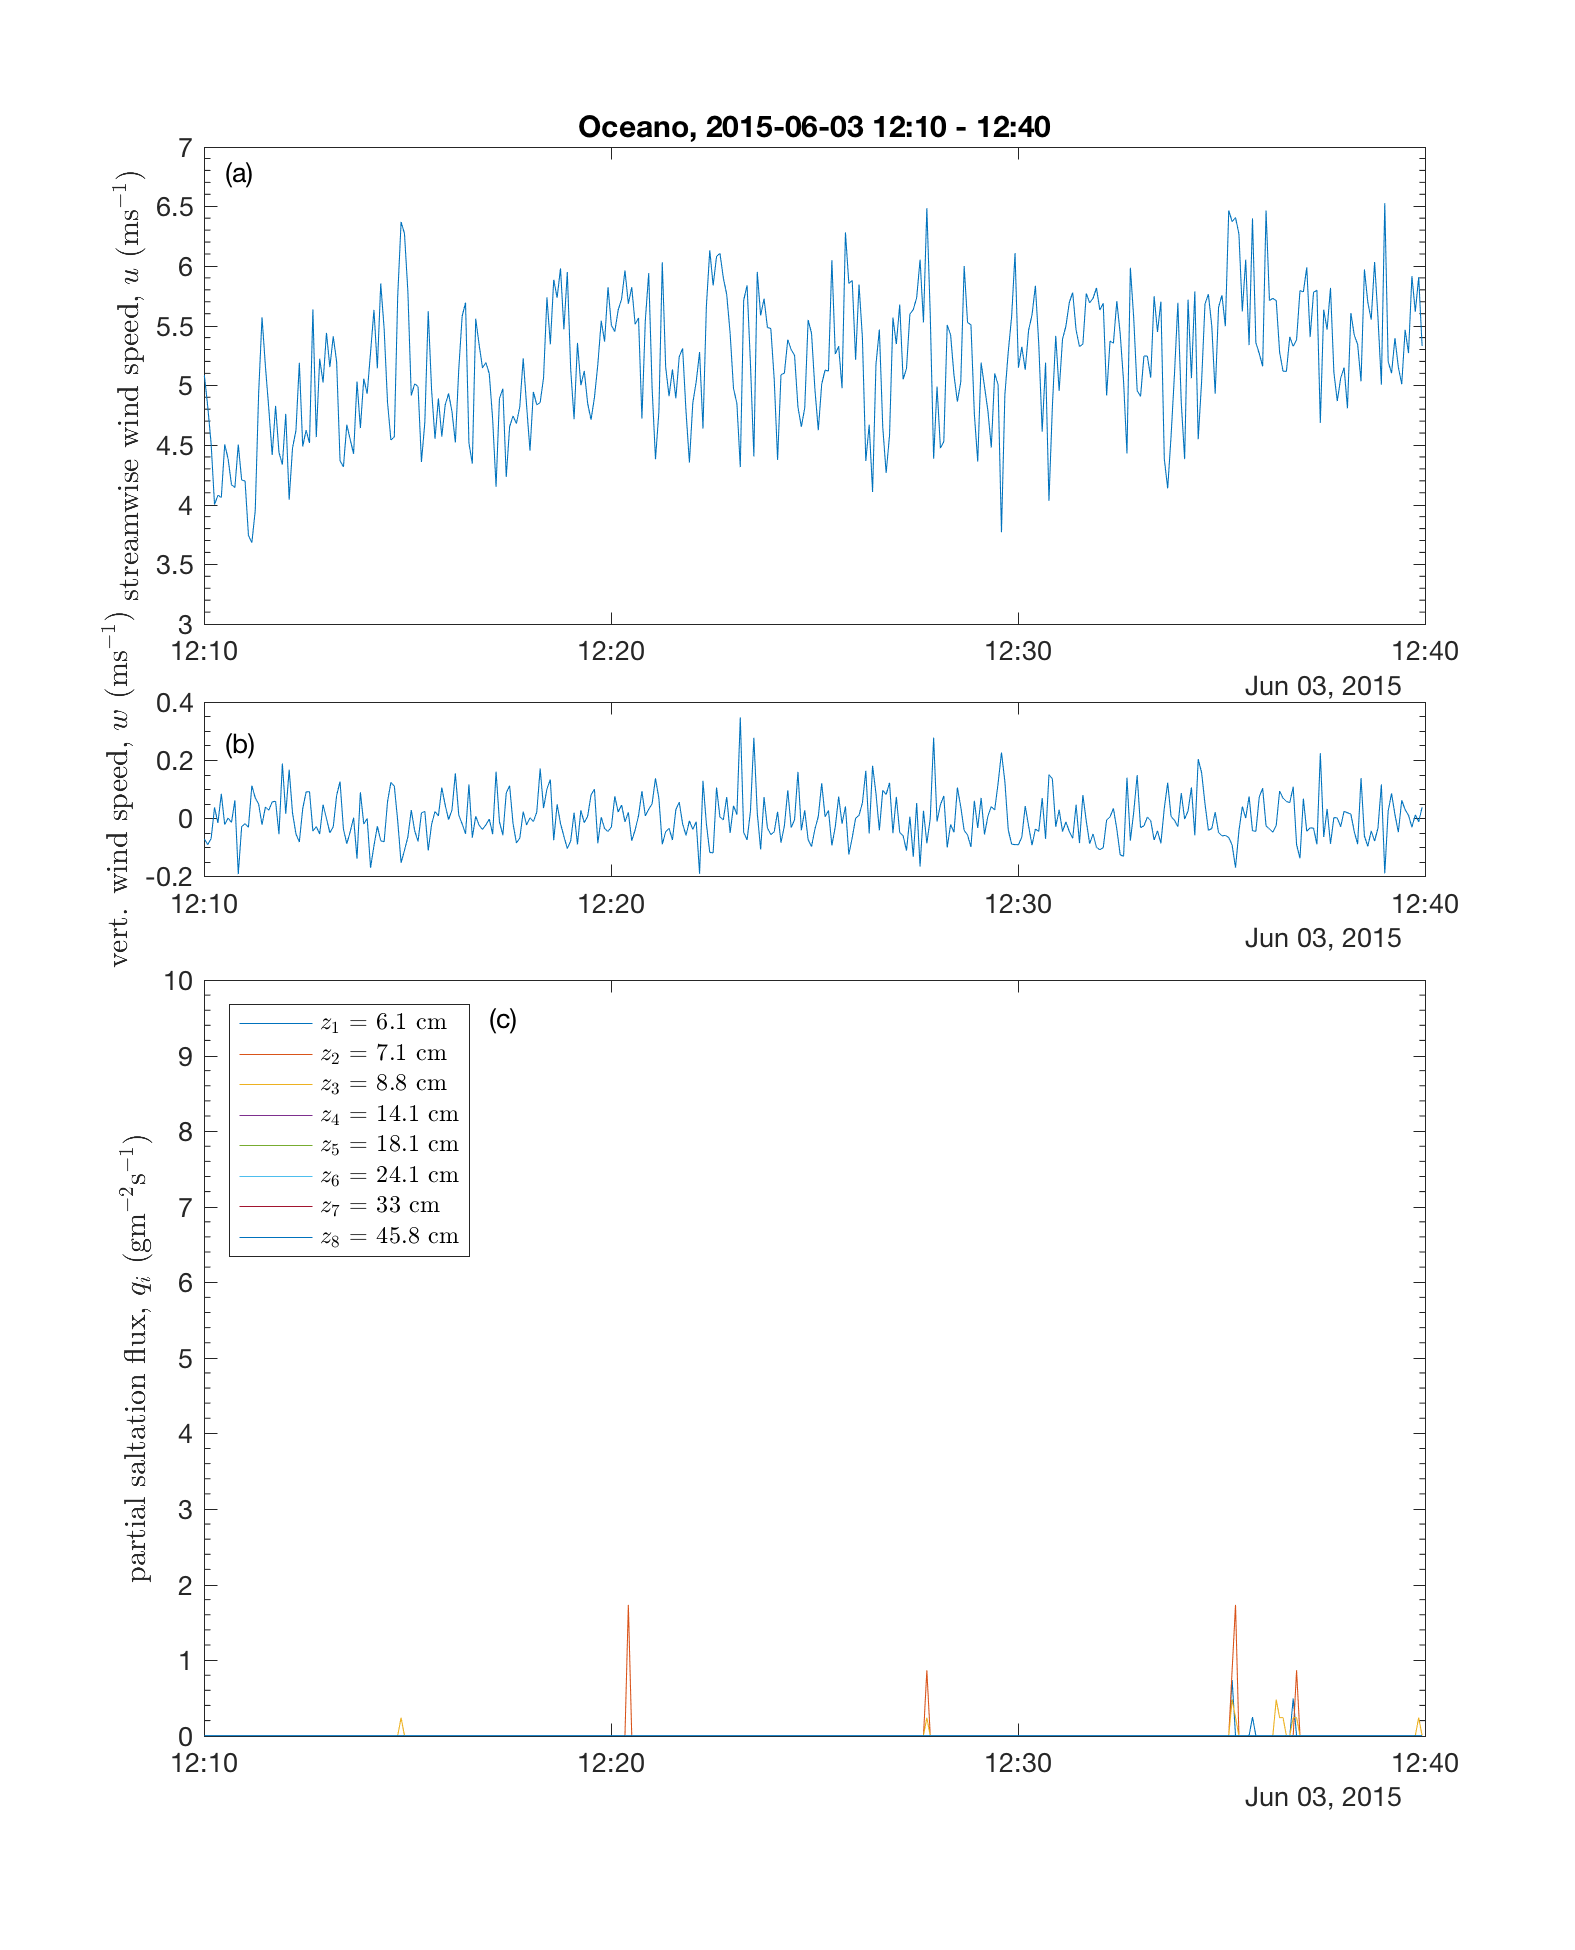 Oceano, 2015-06-03 12:10 - 12:40
(a)
streamwise wind speed, u (ms⁻¹)
7
6.5
6
5.5
5
4.5
4
3.5
3
12:10 12:20 12:30 12:40
Jun 03, 2015
(b)
vert. wind speed, w (ms⁻¹)
0.4
0.2
0
-0.2
12:10 12:20 12:30 12:40
Jun 03, 2015
(c)
partial saltation flux, qᵢ (gm⁻²s⁻¹)
10
9
8
7
6
5
4
3
2
1
0
z₁ = 6.1 cm
z₂ = 7.1 cm
z₃ = 8.8 cm
z₄ = 14.1 cm
z₅ = 18.1 cm
z₆ = 24.1 cm
z₇ = 33 cm
z₈ = 45.8 cm
12:10 12:20 12:30 12:40
Jun 03, 2015